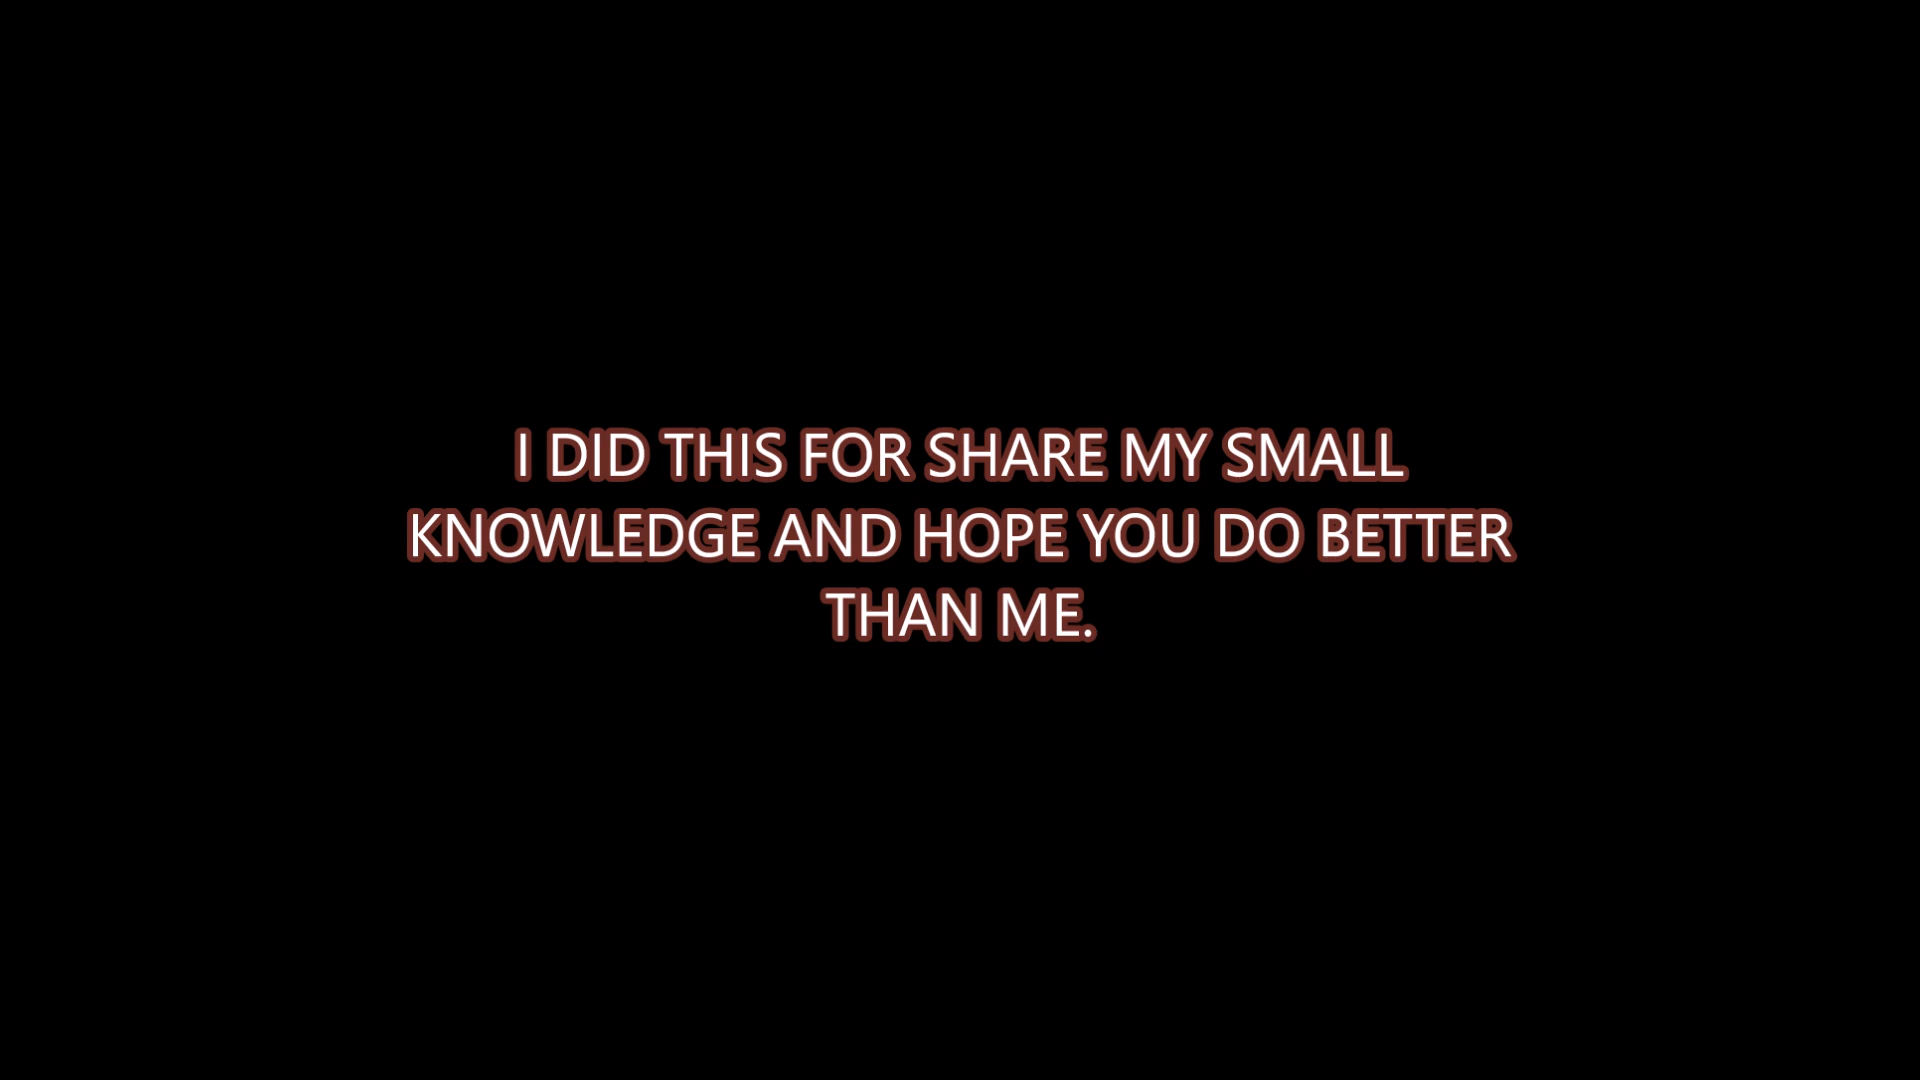 I DID THIS FOR SHARE MY SMALL
KNOWLEDGE AND HOPE YOU DO BETTER
THAN ME.